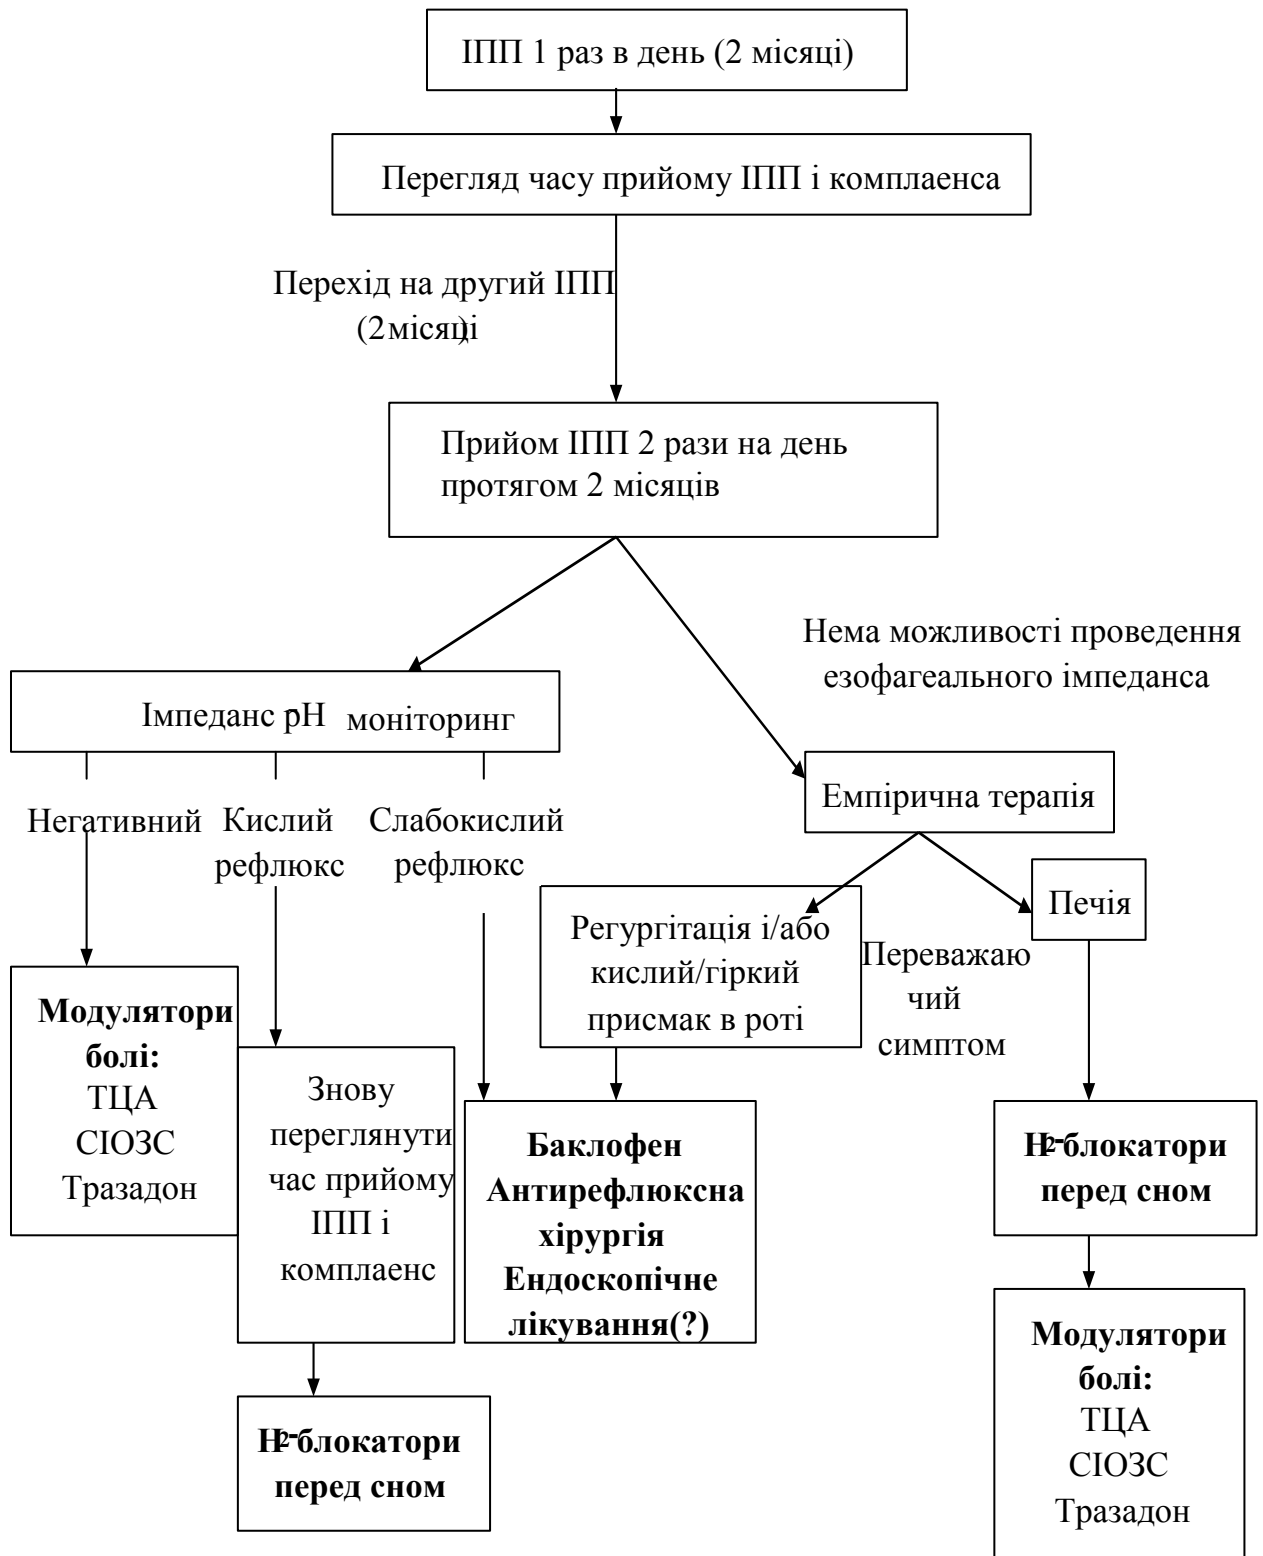 ІПП 1 раз в день (2 місяці)
Перегляд часу прийому ІПП і комплаенса
Перехід на другий ІПП
(2місяці)
Прийом ІПП 2 рази на день
протягом 2 місяців
Нема можливості проведення
езофагеального імпеданса
Імпеданс-рН моніторинг
Емпірична терапія
Негативний
Кислий
рефлюкс
Слабокислий
рефлюкс
Регургітація і/або
кислий/гіркий
присмак в роті
Переважаю
чий
симптом
Печія
Модулятори
болі:
ТЦА
СІОЗС
Тразадон
Знову
переглянути
час прийому
ІПП і
комплаенс
Баклофен
Антирефлюксна
хірургія
Ендоскопічне
лікування(?)
Н2-блокатори
перед сном
Н2-блокатори
перед сном
Модулятори
болі:
ТЦА
СІОЗС
Тразадон